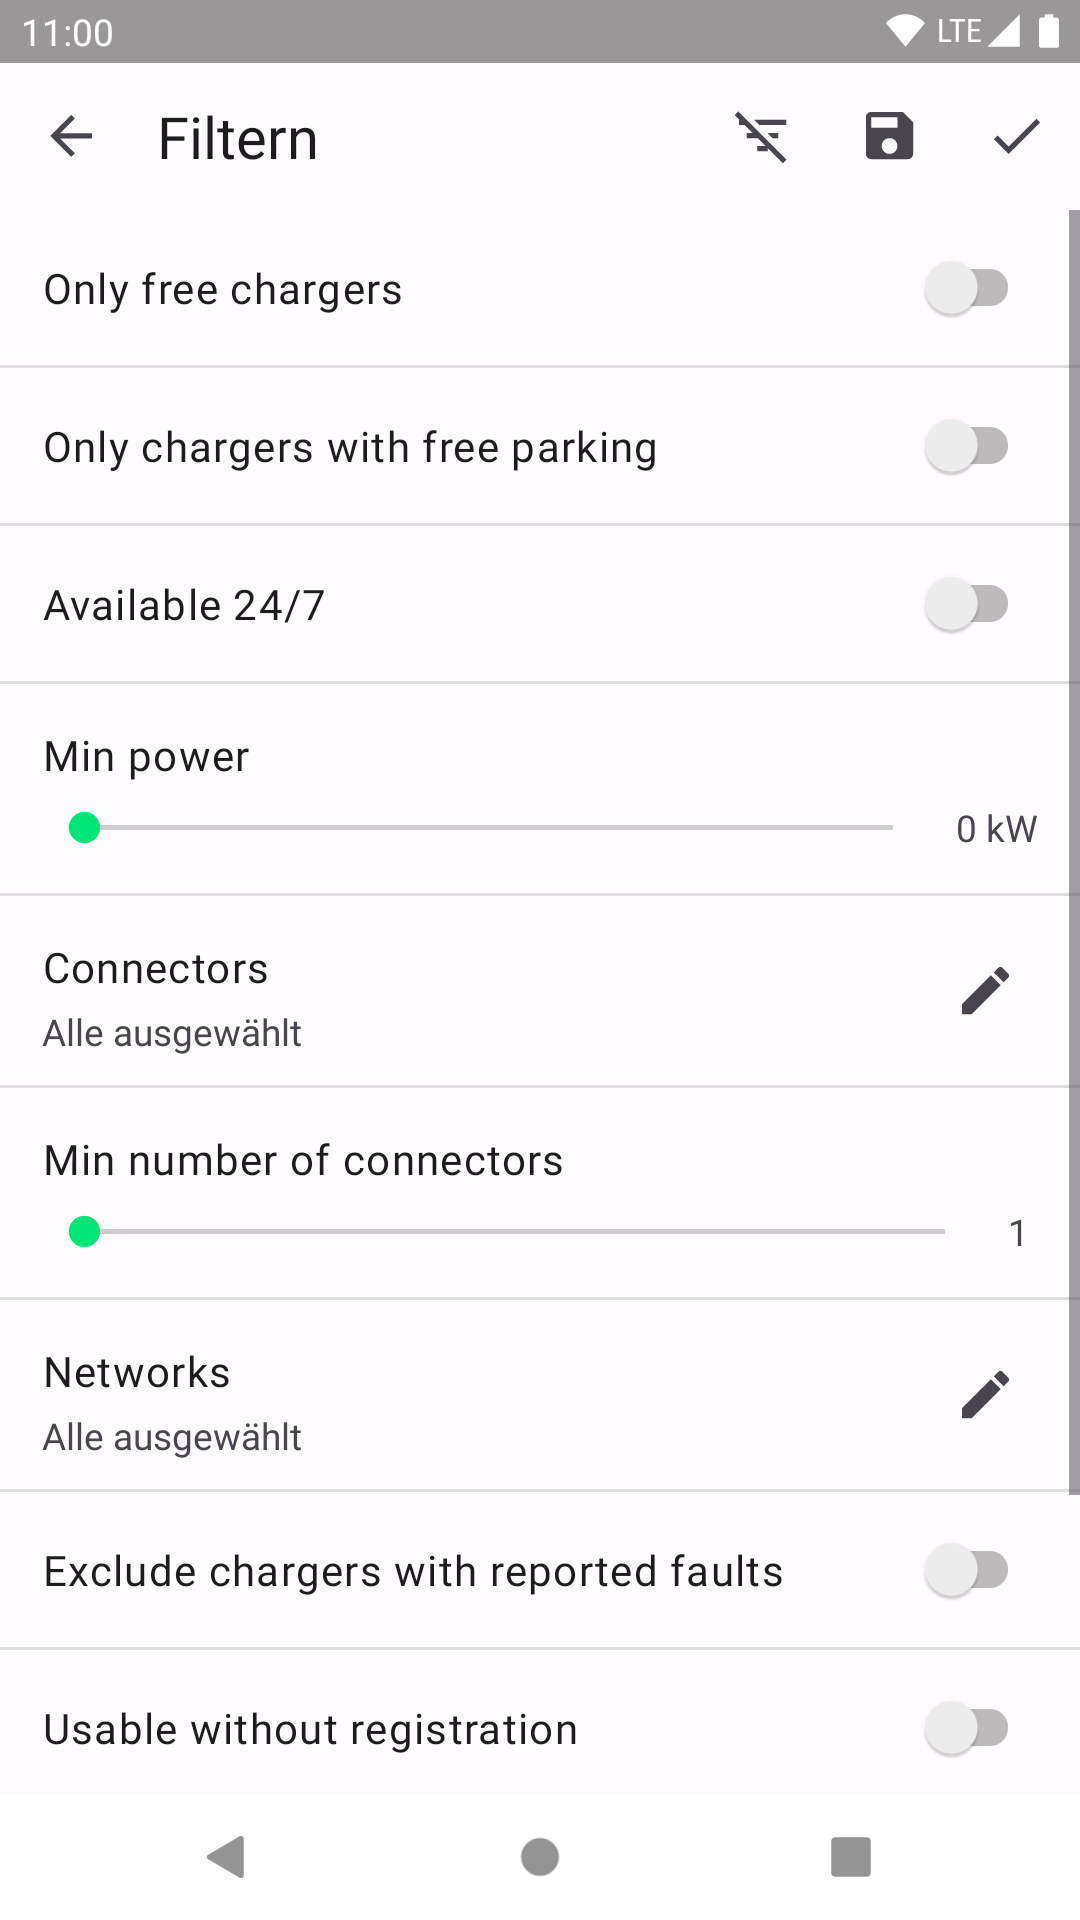 11:00
LTE
Filtern
Only free chargers
Only chargers with free parking
Available 24/7
Min power
0 kW
Connectors
Alle ausgewählt
Min number of connectors
1
Networks
Alle ausgewählt
Exclude chargers with reported faults
Usable without registration